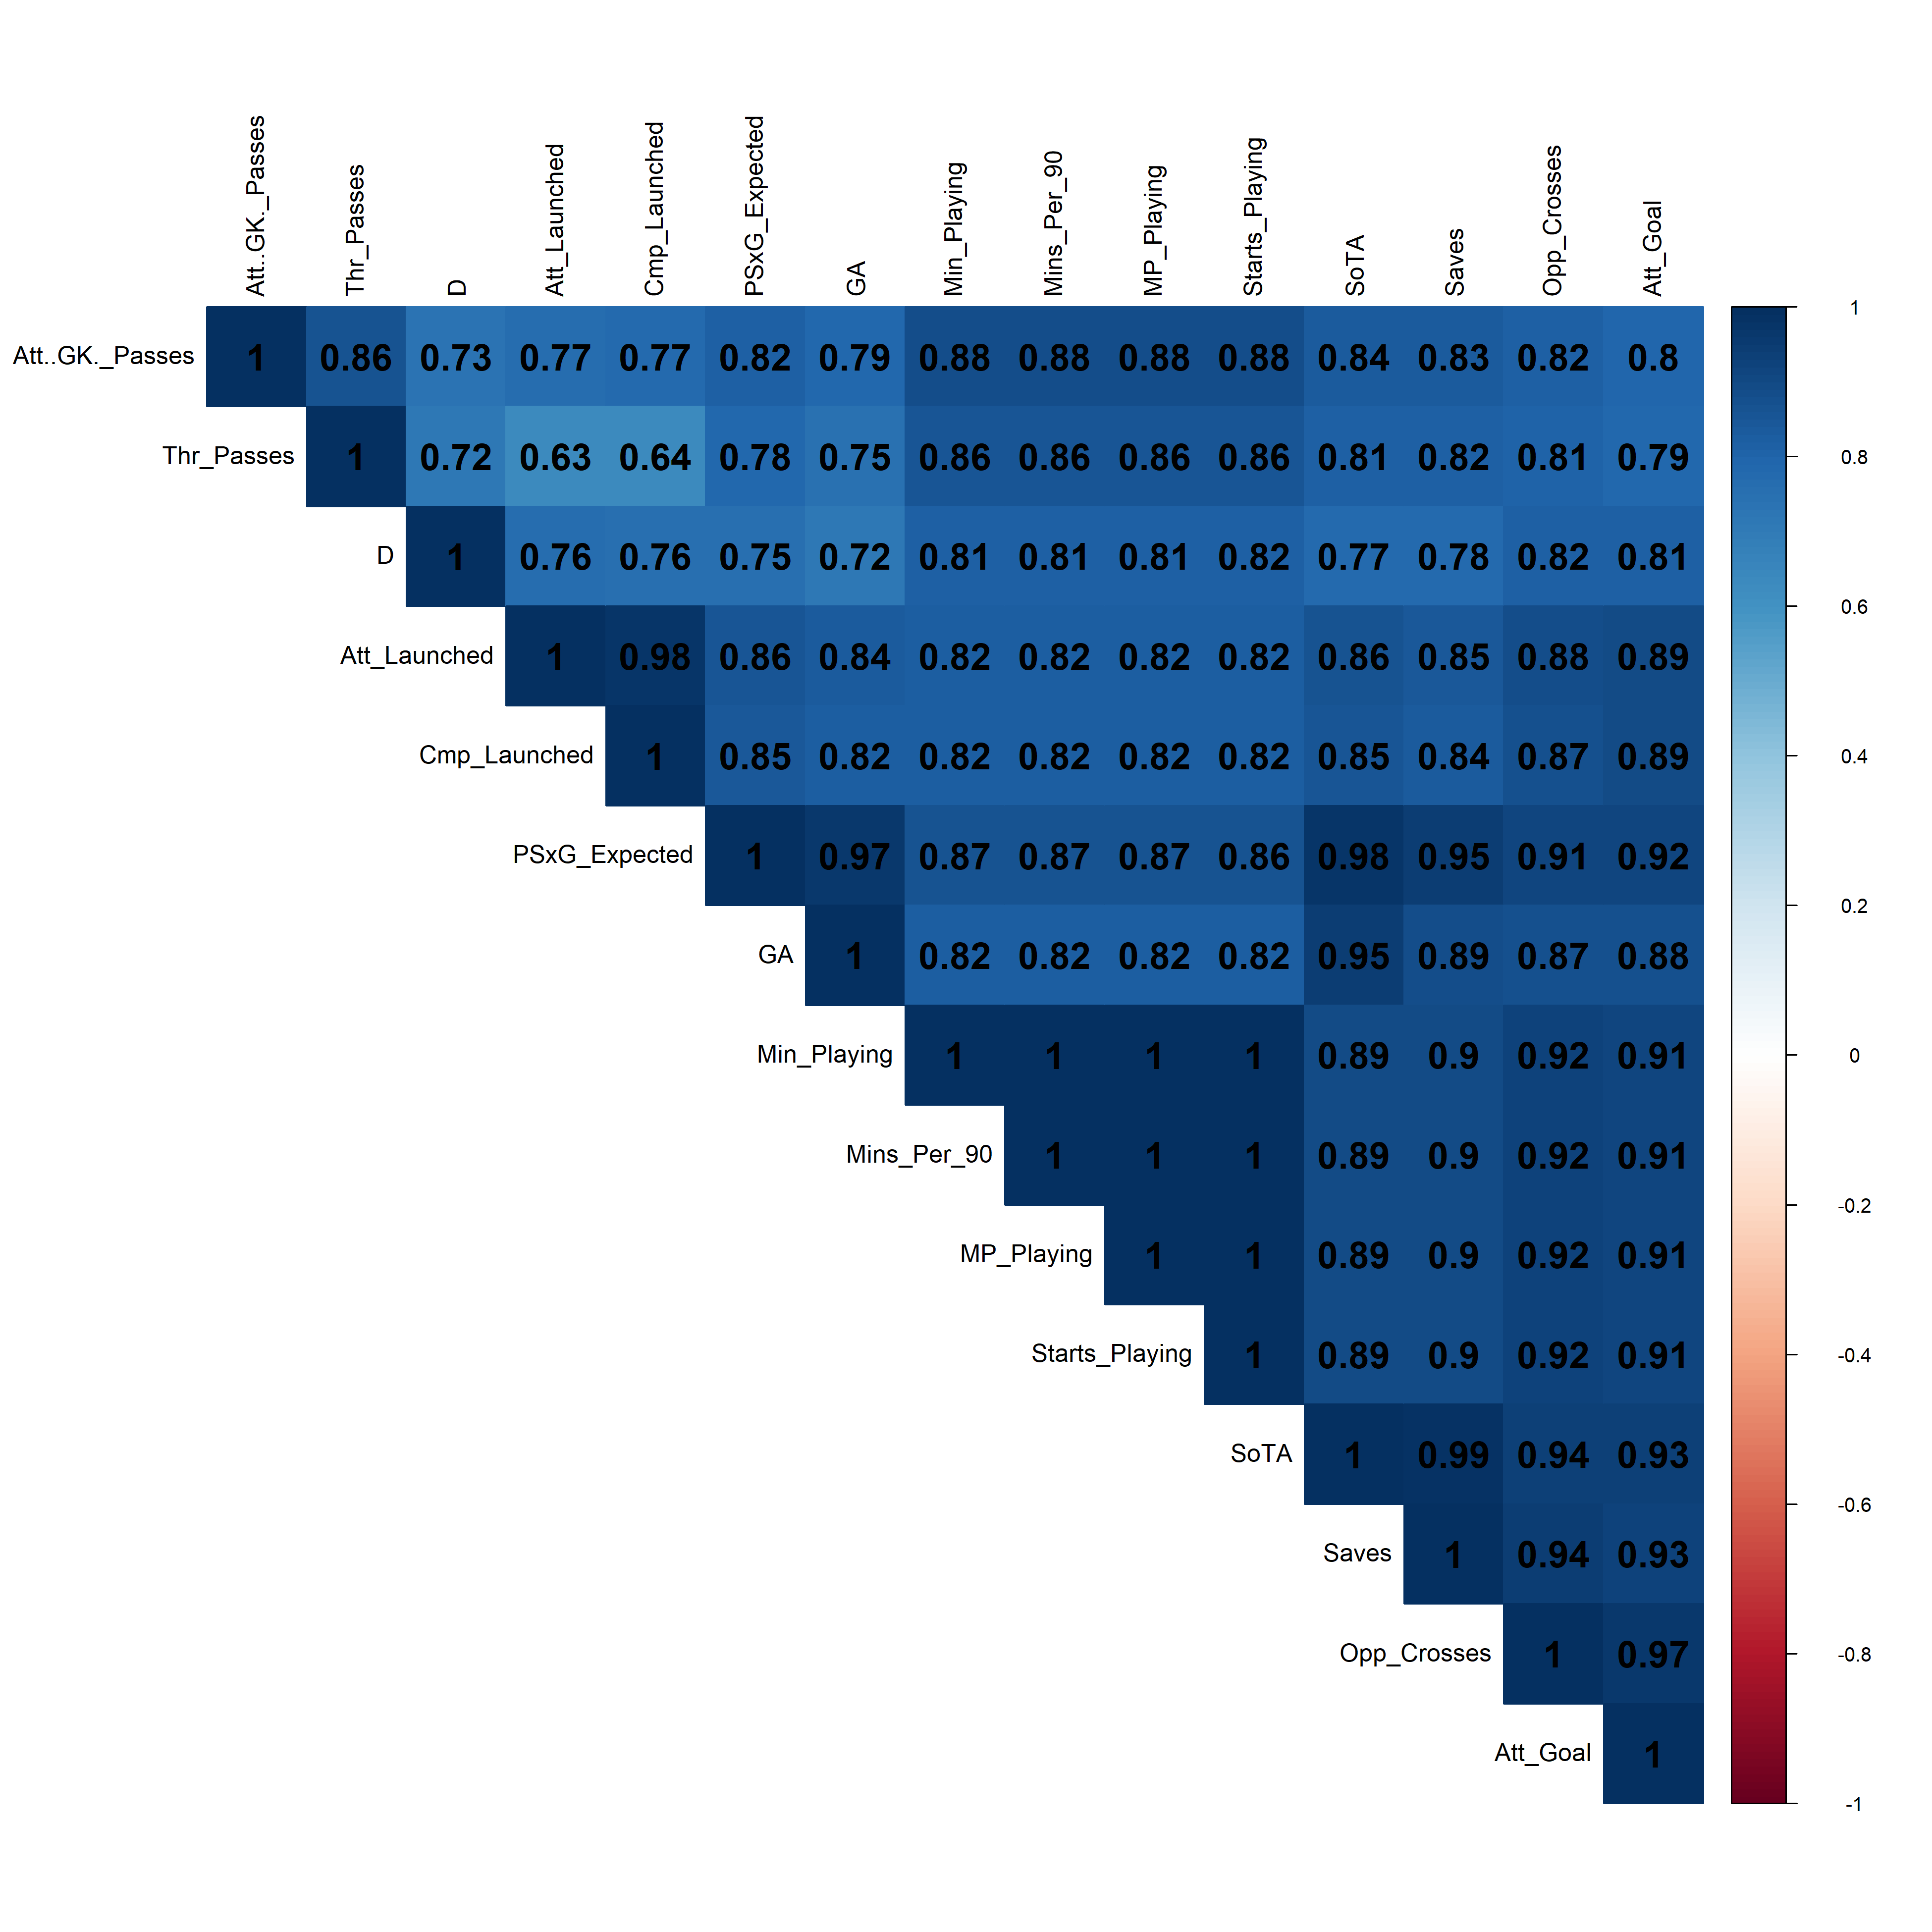 Att..GK._Passes Thr_Passes D Att_Launched Cmp_Launched PSxG_Expected GA Min_Playing Mins_Per_90 MP_Playing Starts_Playing SoTA Saves Opp_Crosses Att_Goal
Att..GK._Passes 1 0.86 0.73 0.77 0.77 0.82 0.79 0.88 0.88 0.88 0.88 0.84 0.83 0.82 0.8
Thr_Passes 1 0.72 0.63 0.64 0.78 0.75 0.86 0.86 0.86 0.86 0.81 0.82 0.81 0.79
D 1 0.76 0.76 0.75 0.72 0.81 0.81 0.81 0.82 0.77 0.78 0.82 0.81
Att_Launched 1 0.98 0.86 0.84 0.82 0.82 0.82 0.82 0.86 0.85 0.88 0.89
Cmp_Launched 1 0.85 0.82 0.82 0.82 0.82 0.82 0.85 0.84 0.87 0.89
PSxG_Expected 1 0.97 0.87 0.87 0.87 0.86 0.98 0.95 0.91 0.92
GA 1 0.82 0.82 0.82 0.82 0.95 0.89 0.87 0.88
Min_Playing 1 1 1 1 0.89 0.9 0.92 0.91
Mins_Per_90 1 1 1 0.89 0.9 0.92 0.91
MP_Playing 1 1 0.89 0.9 0.92 0.91
Starts_Playing 1 0.89 0.9 0.92 0.91
SoTA 1 0.99 0.94 0.93
Saves 1 0.94 0.93
Opp_Crosses 1 0.97
Att_Goal 1
1
0.8
0.6
0.4
0.2
0
-0.2
-0.4
-0.6
-0.8
-1